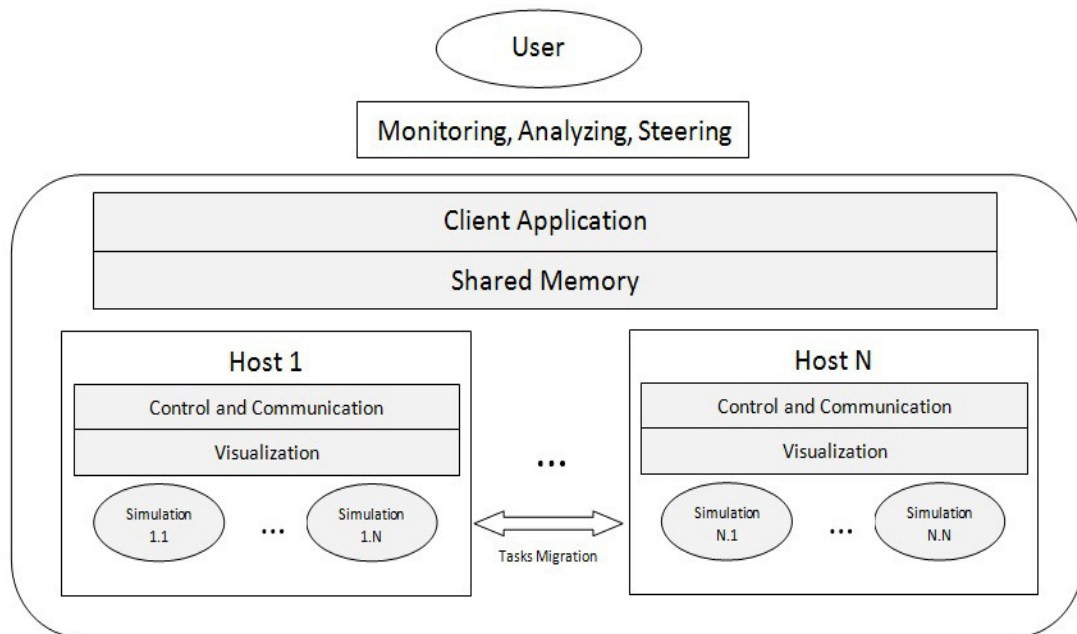 User
Monitoring, Analyzing, Steering
Client Application
Shared Memory
Host 1
Control and Communication
Visualization
Simulation
1.1
...
Simulation
1.N
...
Tasks Migration
Host N
Control and Communication
Visualization
Simulation
N.1
...
Simulation
N.N